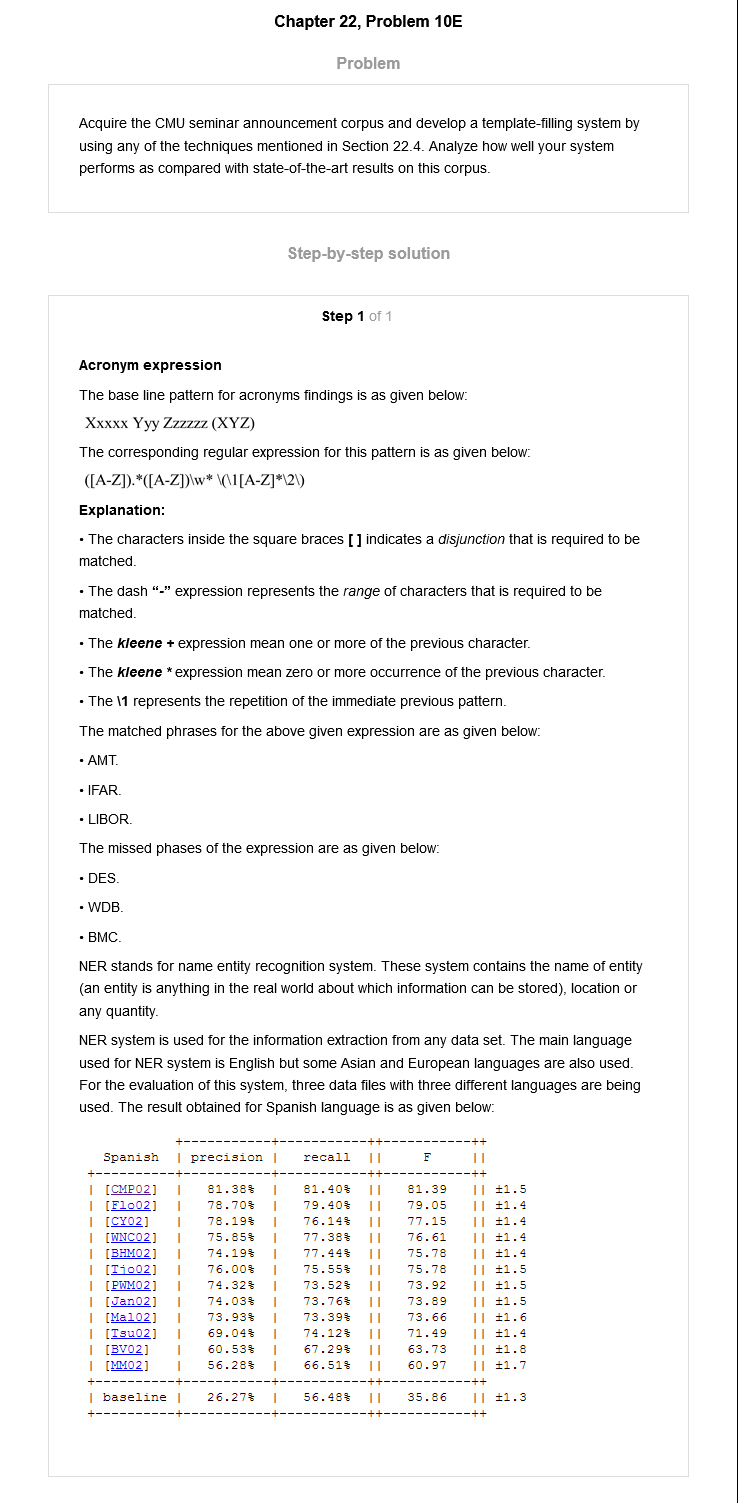 Chapter 22, Problem 10E
Problem
Acquire the CMU seminar announcement corpus and develop a template-filling system by
using any of the techniques mentioned in Section 22.4. Analyze how well your system
performs as compared with state-of-the-art results on this corpus.
Step-by-step solution
Step 1 of 1
Acronym expression
The base line pattern for acronyms findings is as given below:
Xxxxx Yyy Zzzzzz (XYZ)
The corresponding regular expression for this pattern is as given below:
([A-Z]).*([A-Z])\w* \(\1[A-Z]*\2\)
Explanation:
• The characters inside the square braces [ ] indicates a disjunction that is required to be
matched.
• The dash “-” expression represents the range of characters that is required to be
matched.
• The kleene + expression mean one or more of the previous character.
• The kleene * expression mean zero or more occurrence of the previous character.
• The \1 represents the repetition of the immediate previous pattern.
The matched phrases for the above given expression are as given below:
• AMT.
• IFAR.
• LIBOR.
The missed phases of the expression are as given below:
• DES.
• WDB.
• BMC.
NER stands for name entity recognition system. These system contains the name of entity
(an entity is anything in the real world about which information can be stored), location or
any quantity.
NER system is used for the information extraction from any data set. The main language
used for NER system is English but some Asian and European languages are also used.
For the evaluation of this system, three data files with three different languages are being
used. The result obtained for Spanish language is as given below:
+-----------+-----------++-----------++
Spanish | precision | recall || F ||
+----------+-----------+-----------++-----------++
| [CMP02] | 81.38% | 81.40% || 81.39 || ±1.5
| [Flo02] | 78.70% | 79.40% || 79.05 || ±1.4
| [CY02] | 78.19% | 76.14% || 77.15 || ±1.4
| [WNC02] | 75.85% | 77.38% || 76.61 || ±1.4
| [BHM02] | 74.19% | 77.44% || 75.78 || ±1.4
| [Tjo02] | 76.00% | 75.55% || 75.78 || ±1.5
| [PWM02] | 74.32% | 73.52% || 73.92 || ±1.5
| [Jan02] | 74.03% | 73.76% || 73.89 || ±1.5
| [Mal02] | 73.93% | 73.39% || 73.66 || ±1.6
| [Tsu02] | 69.04% | 74.12% || 71.49 || ±1.4
| [BV02] | 60.53% | 67.29% || 63.73 || ±1.8
| [MM02] | 56.28% | 66.51% || 60.97 || ±1.7
+----------+-----------+-----------++-----------++
| baseline | 26.27% | 56.48% || 35.86 || ±1.3
+----------+-----------+-----------++-----------++